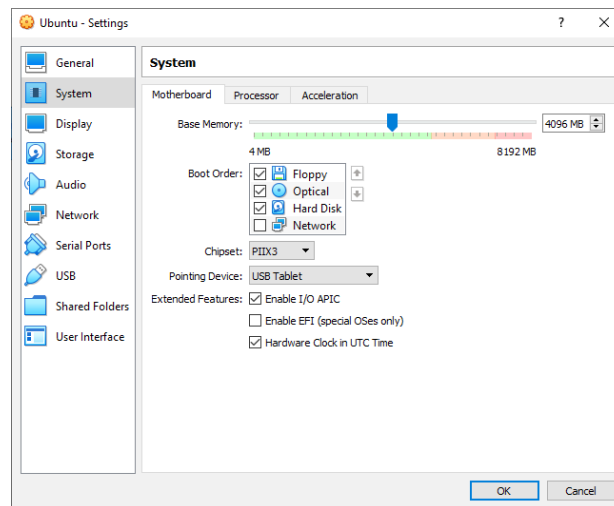 Ubuntu - Settings
General
System
Display
Storage
Audio
Network
Serial Ports
USB
Shared Folders
User Interface
System
Motherboard Processor Acceleration
Base Memory: 4096 MB
4 MB 8192 MB
Boot Order: Floppy
Optical
Hard Disk
Network
Chipset: PIIX3
Pointing Device: USB Tablet
Extended Features: Enable I/O APIC
Enable EFI (special OSes only)
Hardware Clock in UTC Time
OK Cancel